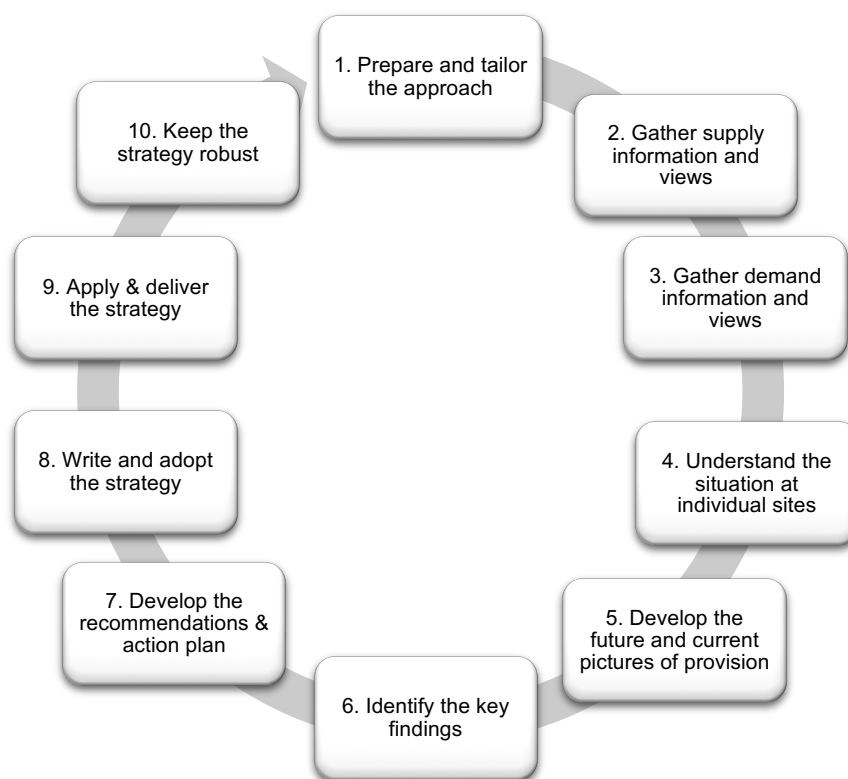 1. Prepare and tailor
the approach
2. Gather supply
information and
views
3. Gather demand
information and
views
4. Understand the
situation at
individual sites
5. Develop the
future and current
pictures of provision
6. Identify the key
findings
7. Develop the
recommendations &
action plan
8. Write and adopt
the strategy
9. Apply & deliver
the strategy
10. Keep the
strategy robust